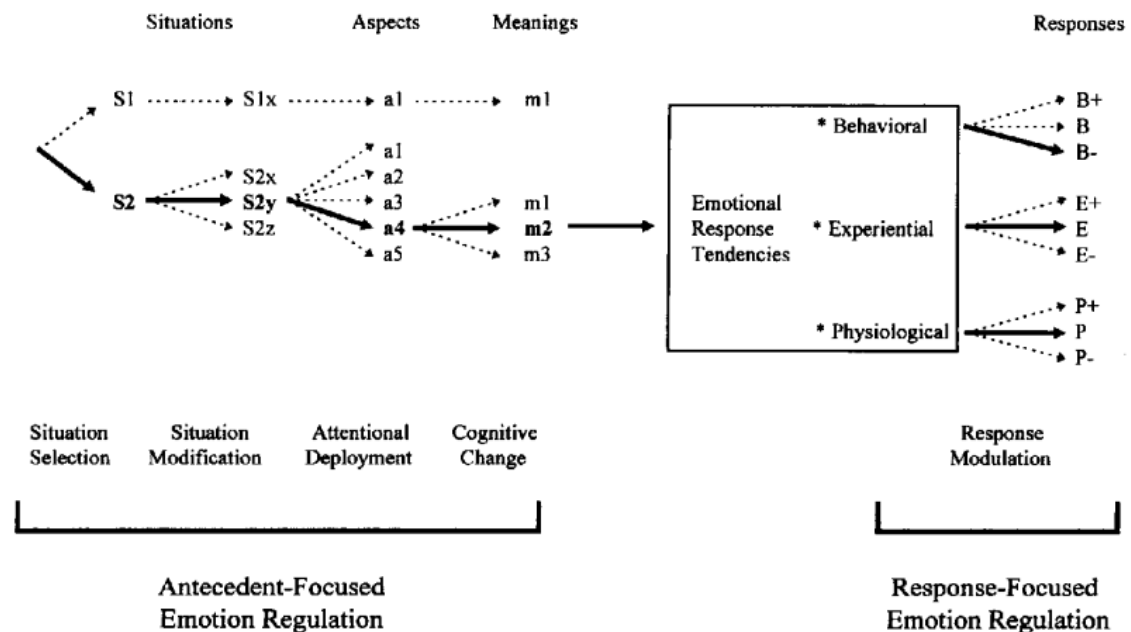 Situations Aspects Meanings Responses
S1 S1x a1 m1 B+
* Behavioral B
a1 B-
S2x a2
S2 S2y a3 m1 Emotional E+
a4 m2 Response * Experiential E
S2z a5 m3 Tendencies E-
P+
* Physiological P
P-
Situation Situation Attentional Cognitive Response
Selection Modification Deployment Change Modulation
Antecedent-Focused Response-Focused
Emotion Regulation Emotion Regulation